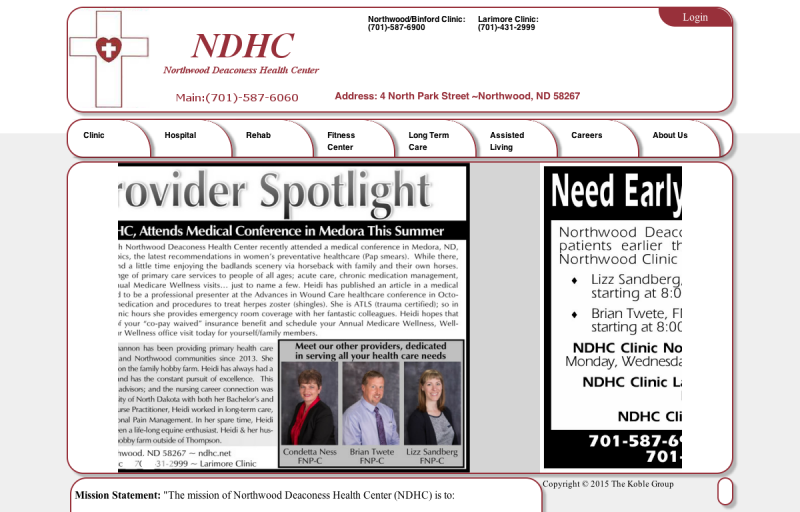 Northwood/Binford Clinic:
(701)-587-6900
Larimore Clinic:
(701)-431-2999
Login
NDHC
Northwood Deaconess Health Center
Main:(701)-587-6060
Address: 4 North Park Street ~Northwood, ND 58267
Clinic
Hospital
Rehab
Fitness
Center
Long Term
Care
Assisted
Living
Careers
About Us
rovider Spotlight
HC, Attends Medical Conference in Medora This Summer
h Northwood Deaconess Health Center recently attended a medical conference in Medora, ND,
ics, the latest recommendations in women's preventative healthcare (Pap smears). While there,
nd a little time enjoying the badlands scenery via horseback with family and their own horses.
ge of primary care services to people of all ages; acute care, chronic medication management,
ual Medicare Wellness visits... just to name a few. Heidi has published an article in a medical
d to be a professional presenter at the Advances in Wound Care healthcare conference in Octo-
medication and procedures to treat herpes zoster (shingles). She is ATLS (trauma certified); so in
nic hours she provides emergency room coverage with her fantastic colleagues. Heidi hopes that
f your "co-pay waived" insurance benefit and schedule your Annual Medicare Wellness, Well-
r Wellness office visit today for yourself/family members.
hannon has been providing primary health care
and Northwood communities since 2013. She
on the family hobby farm. Heidi has always had a
nd has the constant pursuit of excellence. This
advisors; and the nursing career connection was
ity of North Dakota with both her Bachelor's and
urse Practitioner, Heidi worked in long-term care,
onal Pain Management. In her spare time, Heidi
en a life-long equine enthusiast. Heidi & her hus-
obby farm outside of Thompson.
hwood, ND 58267 ~ ndhc.net
31-2999 ~ Larimore Clinic
Meet our other providers, dedicated
in serving all your health care needs
Condetta Ness
FNP-C
Brian Twete
FNP-C
Lizz Sandberg
FNP-C
Need Early
Northwood Deaco
patients earlier th
Northwood Clinic
♦ Lizz Sandberg,
starting at 8:0
♦ Brian Twete, F
starting at 8:00
NDHC Clinic No
Monday, Wednesda
NDHC Clinic La
NDHC Cli
701-587-6
701-
Mission Statement: "The mission of Northwood Deaconess Health Center (NDHC) is to:
Copyright © 2015 The Koble Group